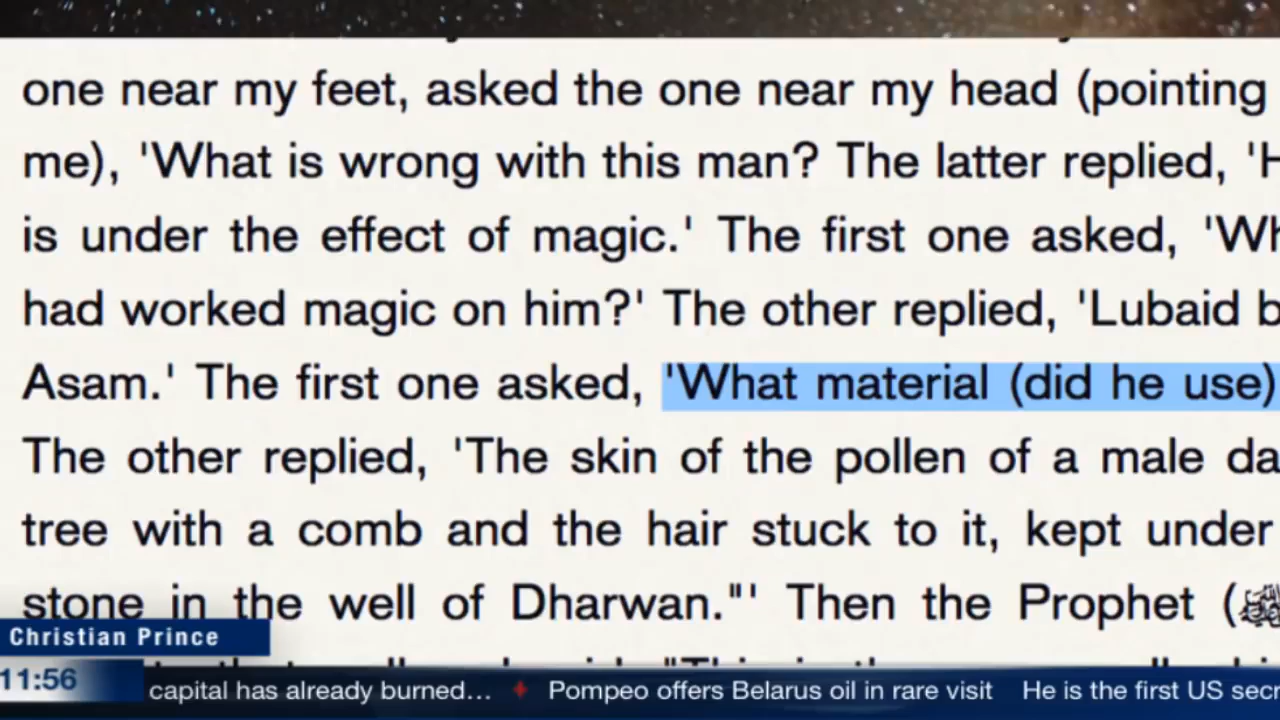 one near my feet, asked the one near my head (pointing
me), 'What is wrong with this man? The latter replied, 'H
is under the effect of magic.' The first one asked, 'Wh
had worked magic on him?' The other replied, 'Lubaid b
Asam.' The first one asked, 'What material (did he use)
The other replied, 'The skin of the pollen of a male da
tree with a comb and the hair stuck to it, kept under
stone in the well of Dharwan."' Then the Prophet (ﷺ
Christian Prince
11:56
capital has already burned... Pompeo offers Belarus oil in rare visit He is the first US secr